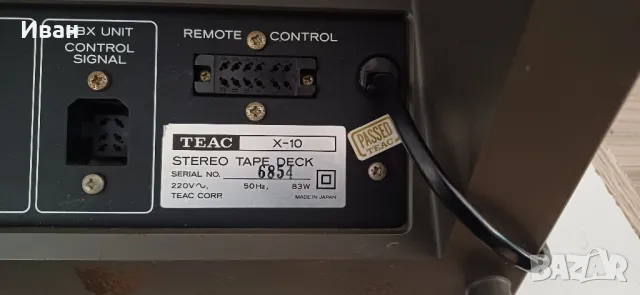 Иван
BX UNIT
CONTROL
SIGNAL
REMOTE CONTROL
TEAC X-10
STEREO TAPE DECK
SERIAL NO. 6854
220V~, 50Hz, 83W
TEAC CORP. MADE IN JAPAN
PASSED
TEAC
bazar